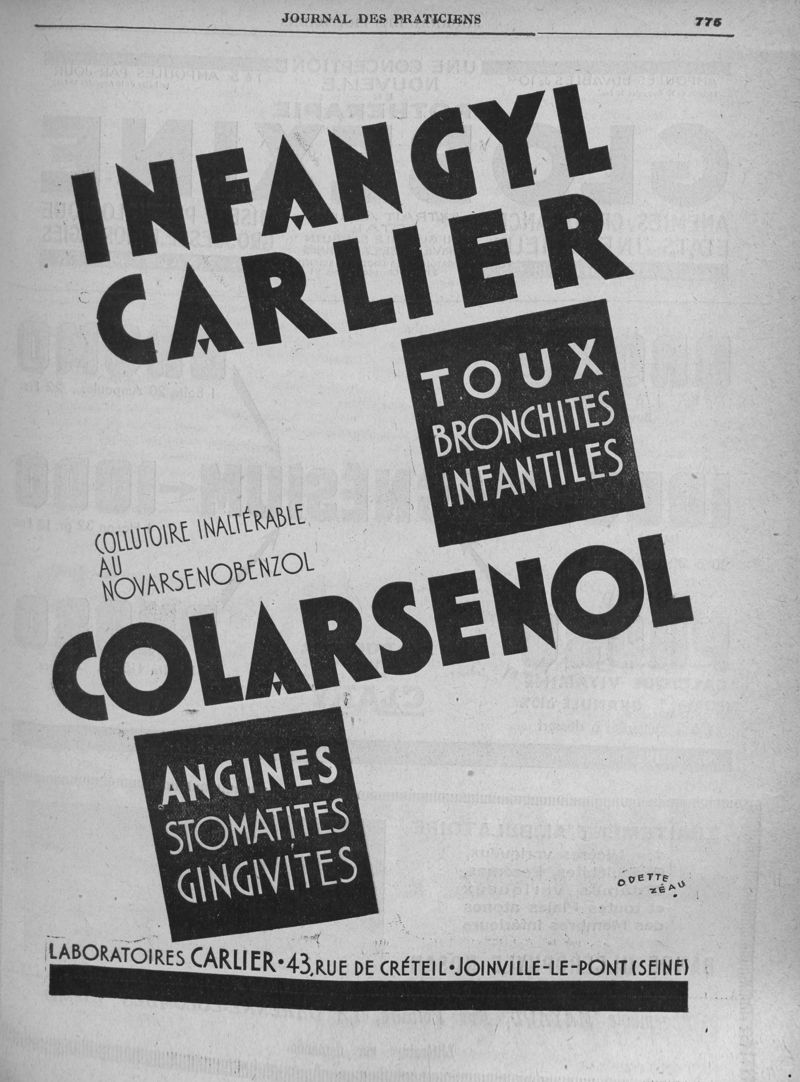 JOURNAL DES PRATICIENS
775
INFANGYL
CARLIER
TOUX
BRONCHITES
INFANTILES
COLLUTOIRE INALTÉRABLE
AU
NOVARSENOBENZOL
COLARSENOL
ANGINES
STOMATITES
GINGIVITES
ODETTE
ZÉAU
LABORATOIRES CARLIER • 43, RUE DE CRÉTEIL • JOINVILLE-LE-PONT (SEINE)